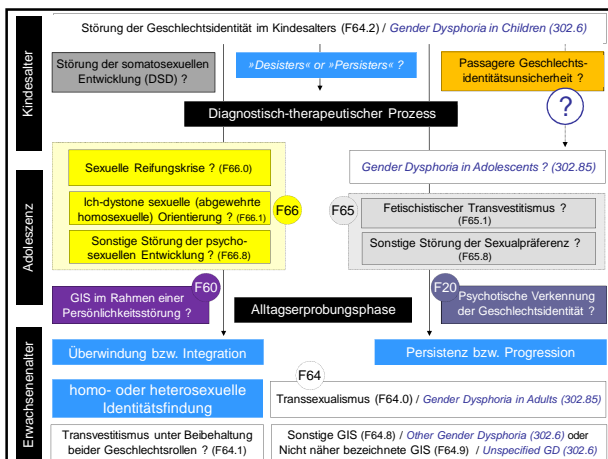 Kindesalter
Störung der Geschlechtsidentität im Kindesalters (F64.2) / Gender Dysphoria in Children (302.6)
Störung der somatosexuellen
Entwicklung (DSD) ?
»Desisters« or »Persisters« ?
Passagere Geschlechts-
identitätsunsicherheit ?
?
Diagnostisch-therapeutischer Prozess
Adoleszenz
Sexuelle Reifungskrise ? (F66.0)
Gender Dysphoria in Adolescents ? (302.85)
Ich-dystone sexuelle (abgewehrte
homosexuelle) Orientierung ? (F66.1)
F66
F65
Fetischistischer Transvestitismus ?
(F65.1)
Sonstige Störung der psycho-
sexuellen Entwicklung ? (F66.8)
Sonstige Störung der Sexualpräferenz ?
(F65.8)
F60
GIS im Rahmen einer
Persönlichkeitsstörung ?
Alltagserprobungsphase
F20
Psychotische Verkennung
der Geschlechtsidentität ?
Erwachsenenalter
Überwindung bzw. Integration
Persistenz bzw. Progression
homo- oder heterosexuelle
Identitätsfindung
F64
Transsexualismus (F64.0) / Gender Dysphoria in Adults (302.85)
Transvestitismus unter Beibehaltung
beider Geschlechtsrollen ? (F64.1)
Sonstige GIS (F64.8) / Other Gender Dysphoria (302.6) oder
Nicht näher bezeichnete GIS (F64.9) / Unspecified GD (302.6)